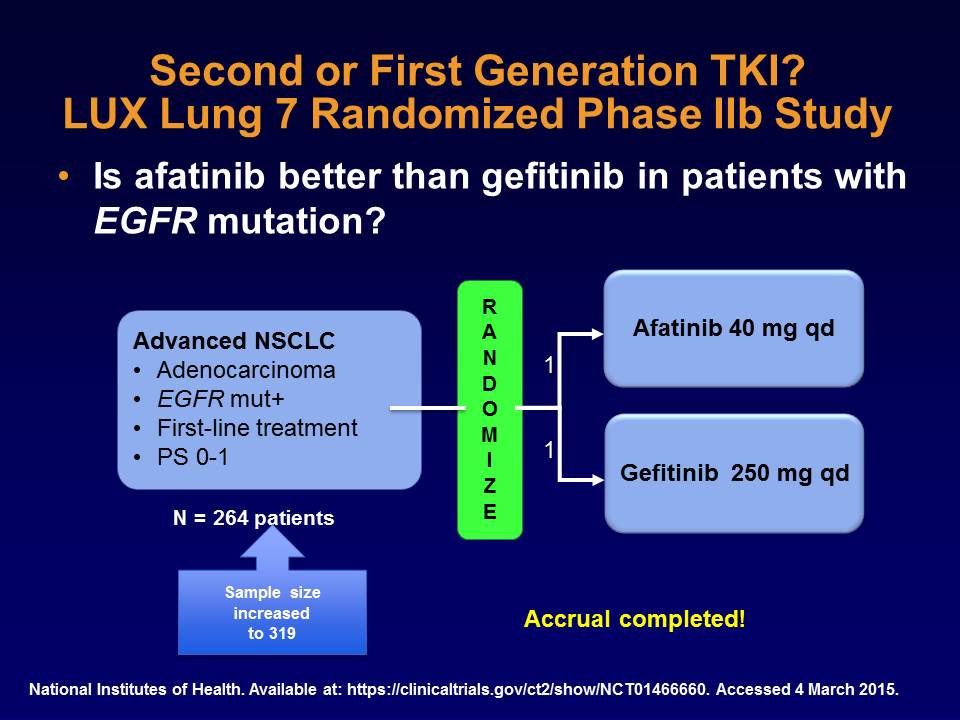 Second or First Generation TKI?
LUX Lung 7 Randomized Phase IIb Study
• Is afatinib better than gefitinib in patients with
EGFR mutation?
Advanced NSCLC
• Adenocarcinoma
• EGFR mut+
• First-line treatment
• PS 0-1
N = 264 patients
Sample size
increased
to 319
R
A
N
D
O
M
I
Z
E
1
1
Afatinib 40 mg qd
Gefitinib 250 mg qd
Accrual completed!
National Institutes of Health. Available at: https://clinicaltrials.gov/ct2/show/NCT01466660. Accessed 4 March 2015.